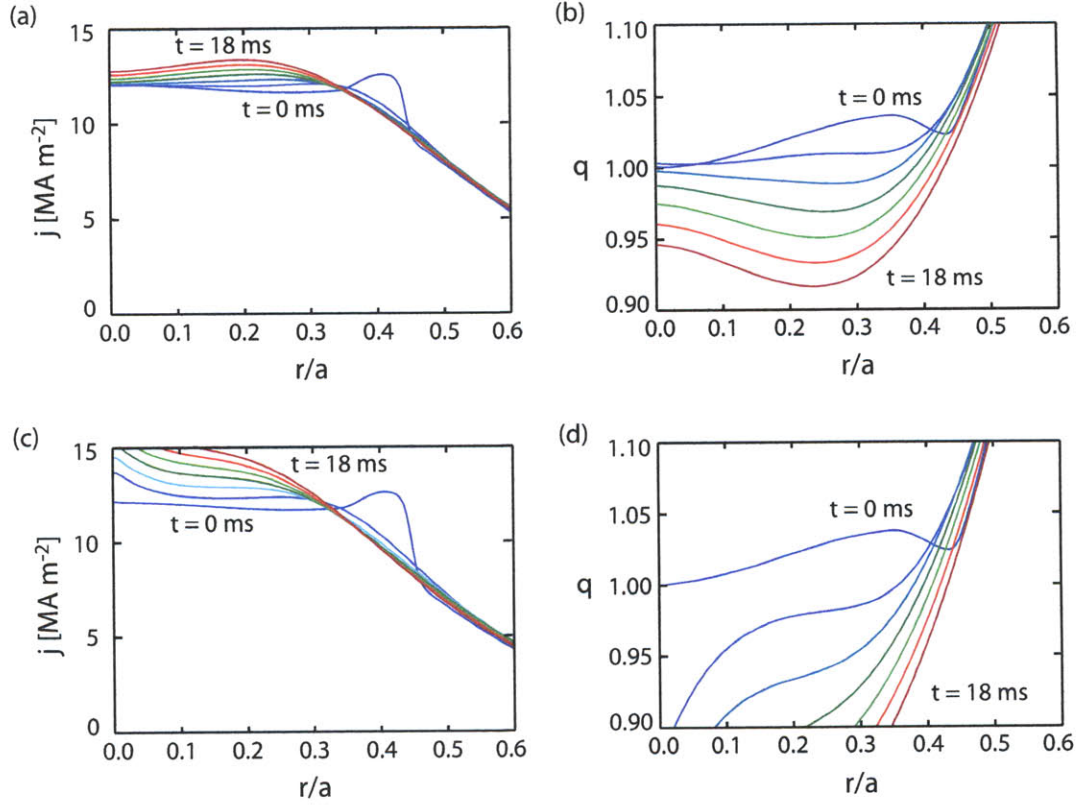 (a)
15
10
5
0
j [MA m⁻²]
t = 18 ms
t = 0 ms
0.0 0.1 0.2 0.3 0.4 0.5 0.6
r/a
(b)
1.10
1.05
1.00
0.95
0.90
q
t = 0 ms
t = 18 ms
0.0 0.1 0.2 0.3 0.4 0.5 0.6
r/a
(c)
15
10
5
0
j [MA m⁻²]
t = 18 ms
t = 0 ms
0.0 0.1 0.2 0.3 0.4 0.5 0.6
r/a
(d)
1.10
1.05
1.00
0.95
0.90
q
t = 0 ms
t = 18 ms
0.0 0.1 0.2 0.3 0.4 0.5 0.6
r/a